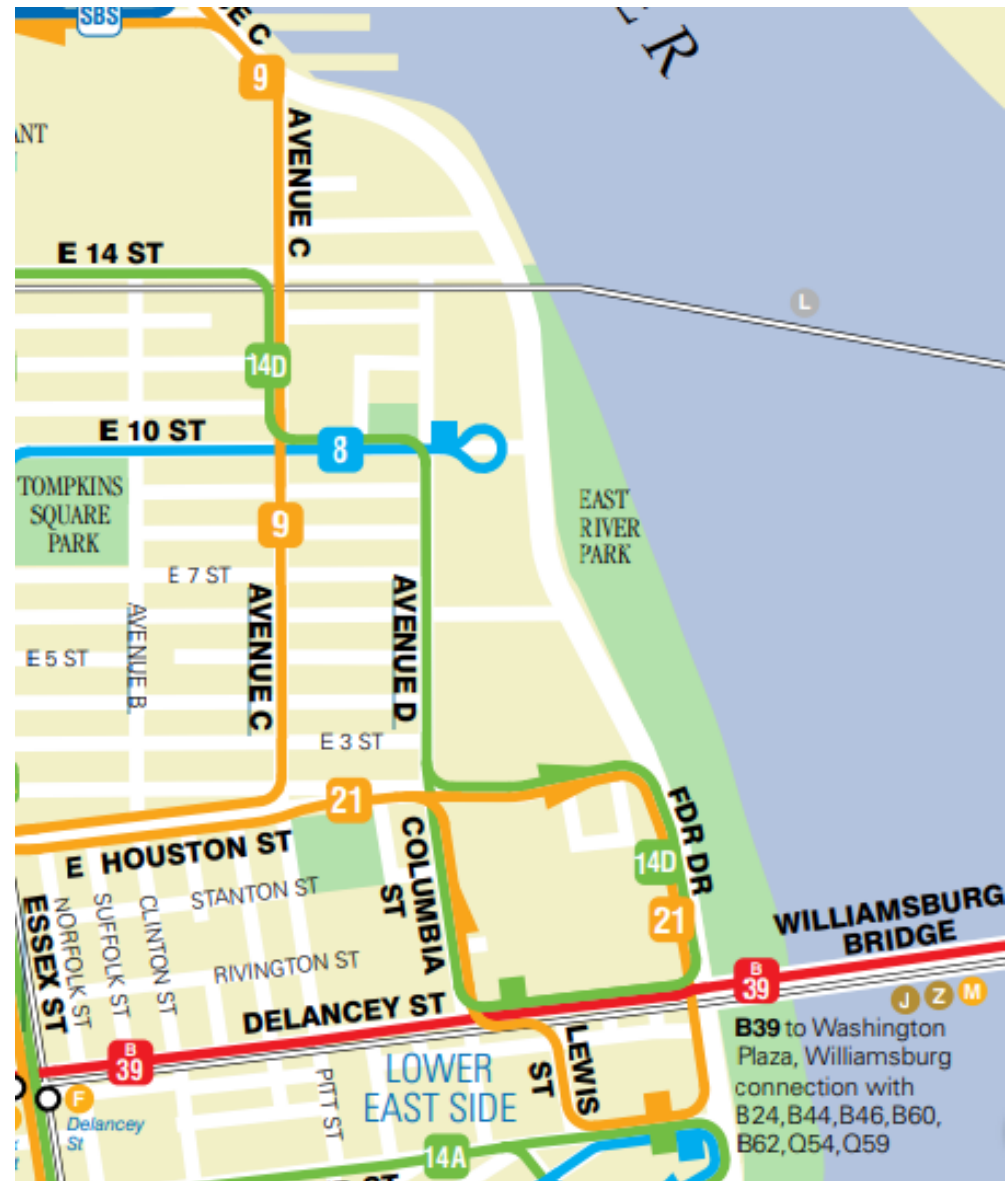 SBS
E C
E R
9
ANT
AVENUE C
E 14 ST
L
14D
E 10 ST
8
TOMPKINS
SQUARE
PARK
9
EAST
RIVER
PARK
E 7 ST
AVENUE B
AVENUE C
AVENUE D
E 5 ST
E 3 ST
21
E HOUSTON ST
COLUMBIA
ST
FDR DR
14D
21
STANTON ST
ESSEX ST
NORFOLK ST
SUFFOLK ST
CLINTON ST
RIVINGTON ST
WILLIAMSBURG
BRIDGE
DELANCEY ST
B
39
J Z M
B
39
B39 to Washington
Plaza, Williamsburg
connection with
B24,B44,B46,B60,
B62,Q54,Q59
LEWIS
ST
LOWER
EAST SIDE
PITT ST
F
Delancey
St
14A
ST